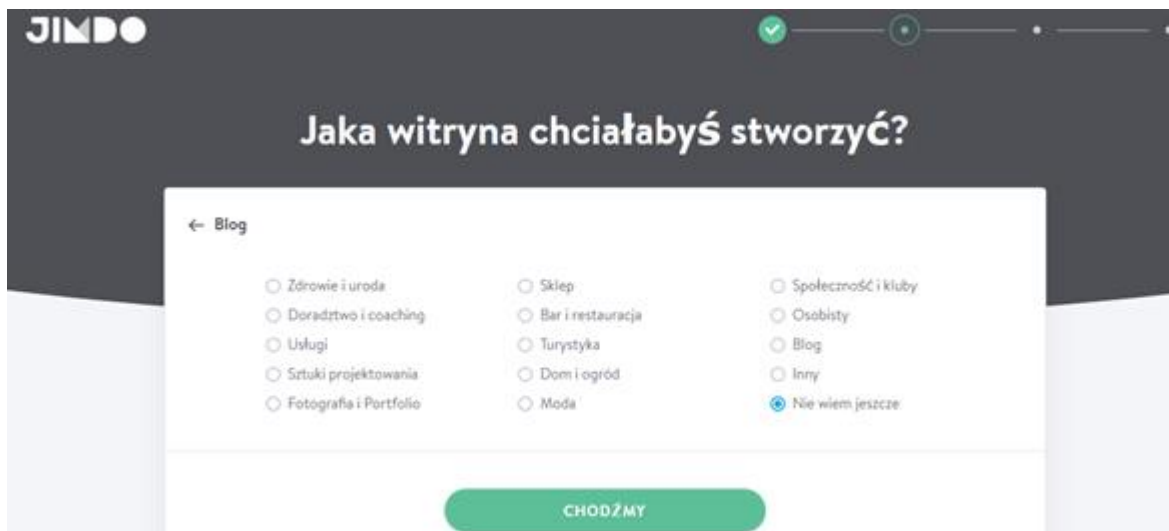 JIMDO
Jaka witryna chciałabyś stworzyć?
← Blog
Zdrowie i uroda
Doradztwo i coaching
Usługi
Sztuki projektowania
Fotografia i Portfolio
Sklep
Bar i restauracja
Turystyka
Dom i ogród
Moda
Społeczność i kluby
Osobisty
Blog
Inny
Nie wiem jeszcze
CHODŹMY